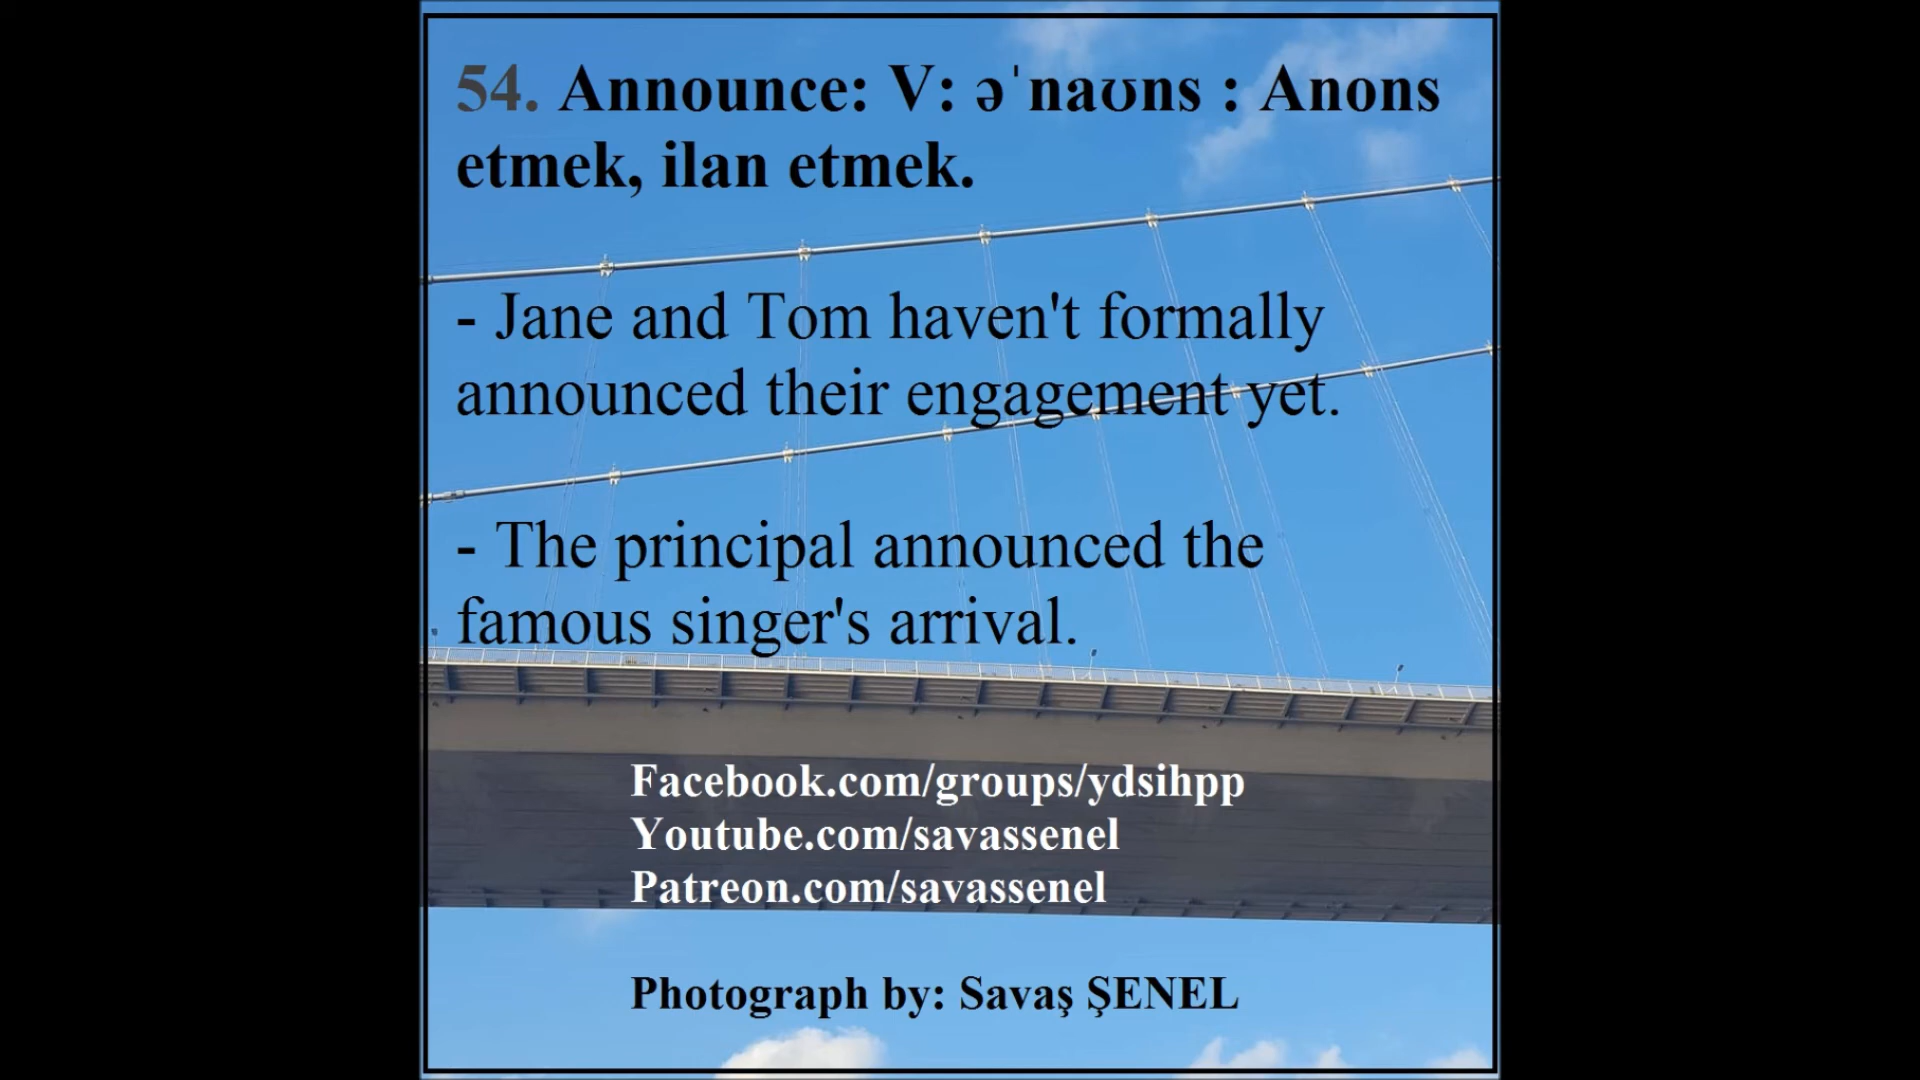 54. Announce: V: əˈnaʊns : Anons
etmek, ilan etmek.
- Jane and Tom haven't formally
announced their engagement yet.
- The principal announced the
famous singer's arrival.
Facebook.com/groups/ydsihpp
Youtube.com/savassenel
Patreon.com/savassenel
Photograph by: Savaş ŞENEL